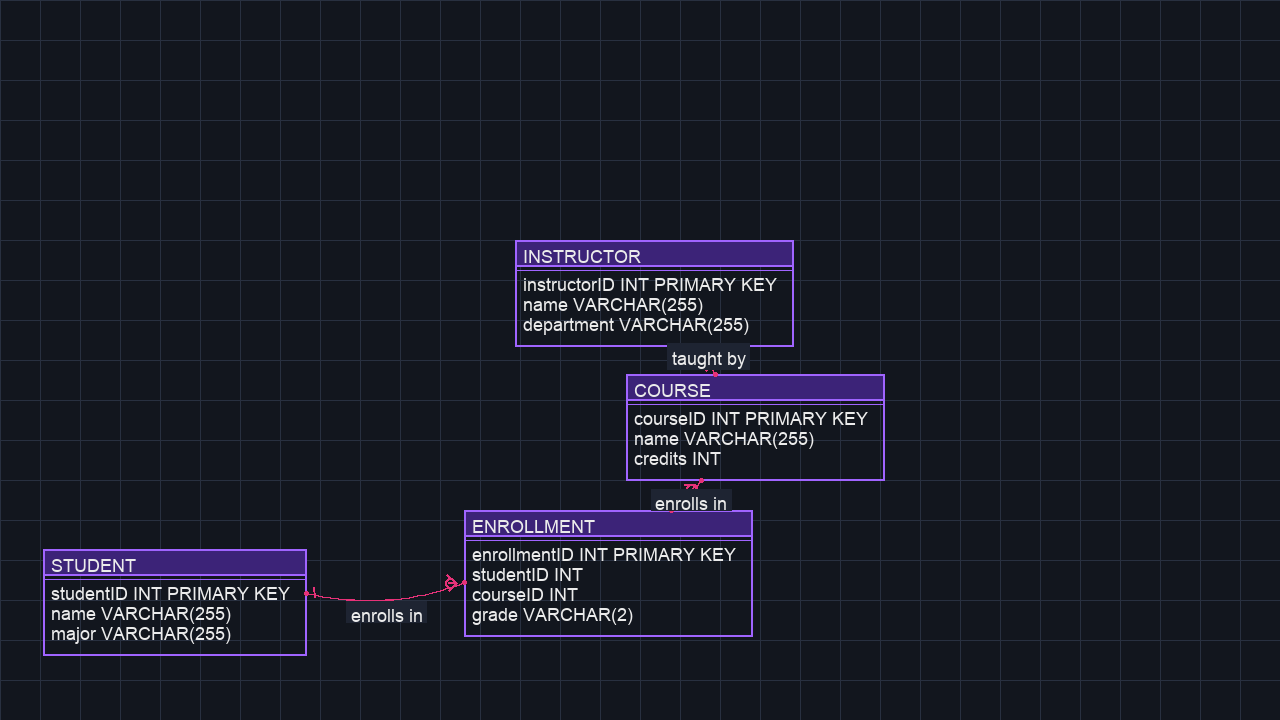 INSTRUCTOR
instructorID INT PRIMARY KEY
name VARCHAR(255)
department VARCHAR(255)
taught by
COURSE
courseID INT PRIMARY KEY
name VARCHAR(255)
credits INT
enrolls in
ENROLLMENT
enrollmentID INT PRIMARY KEY
studentID INT
courseID INT
grade VARCHAR(2)
STUDENT
studentID INT PRIMARY KEY
name VARCHAR(255)
major VARCHAR(255)
enrolls in